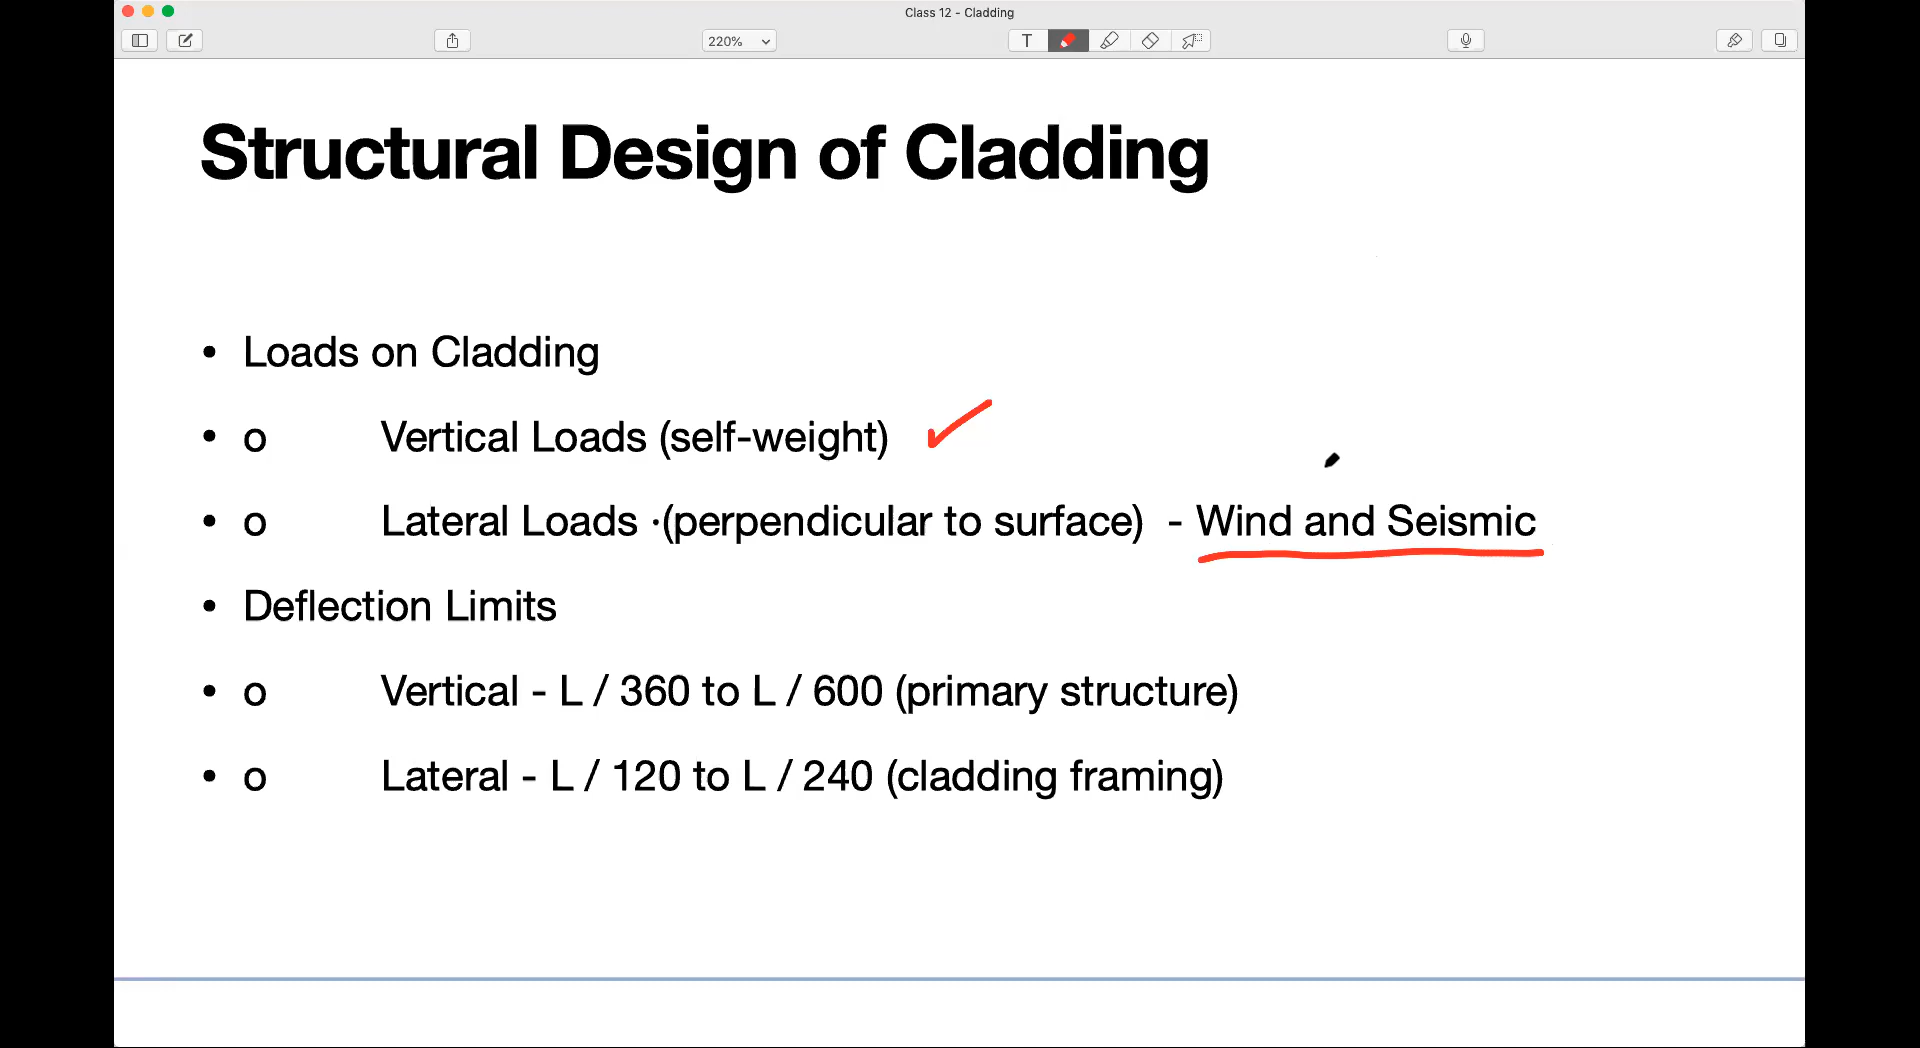 Class 12 - Cladding
220%
T
Structural Design of Cladding
• Loads on Cladding
• o Vertical Loads (self-weight)
• o Lateral Loads ·(perpendicular to surface) - Wind and Seismic
• Deflection Limits
• o Vertical - L / 360 to L / 600 (primary structure)
• o Lateral - L / 120 to L / 240 (cladding framing)